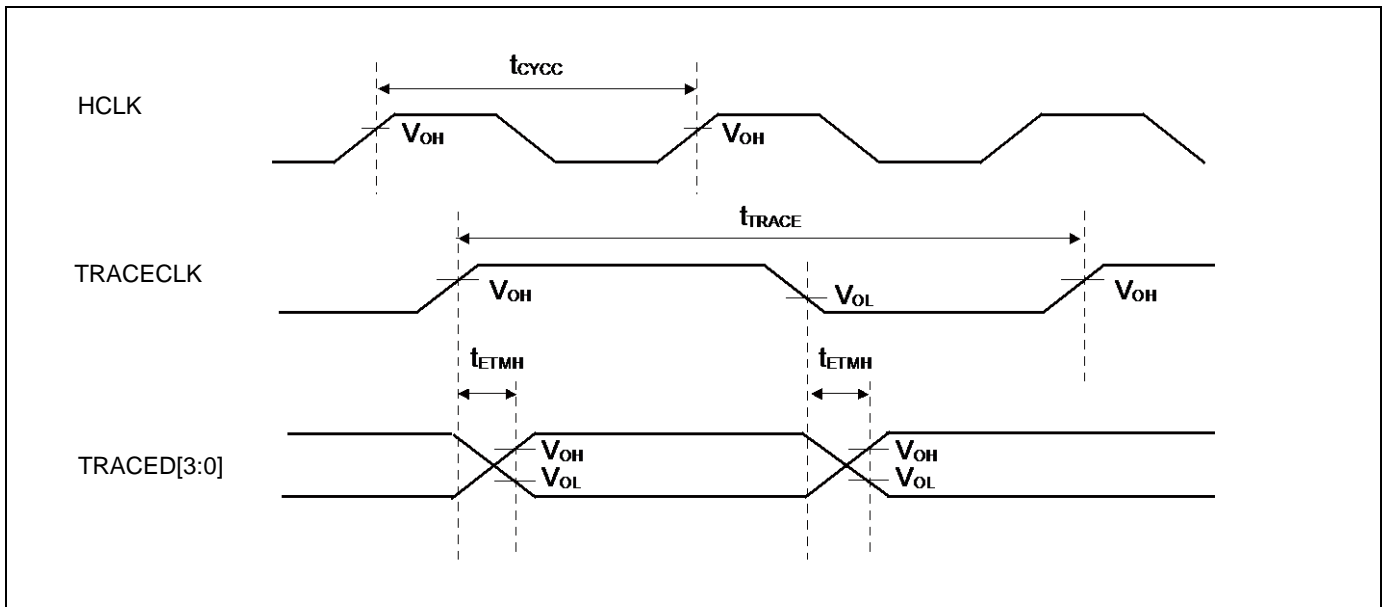 tCYCC
HCLK
VOH
VOH
tTRACE
TRACECLK
VOH
VOL
VOH
tETMH
tETMH
TRACED[3:0]
VOH
VOH
VOL
VOL